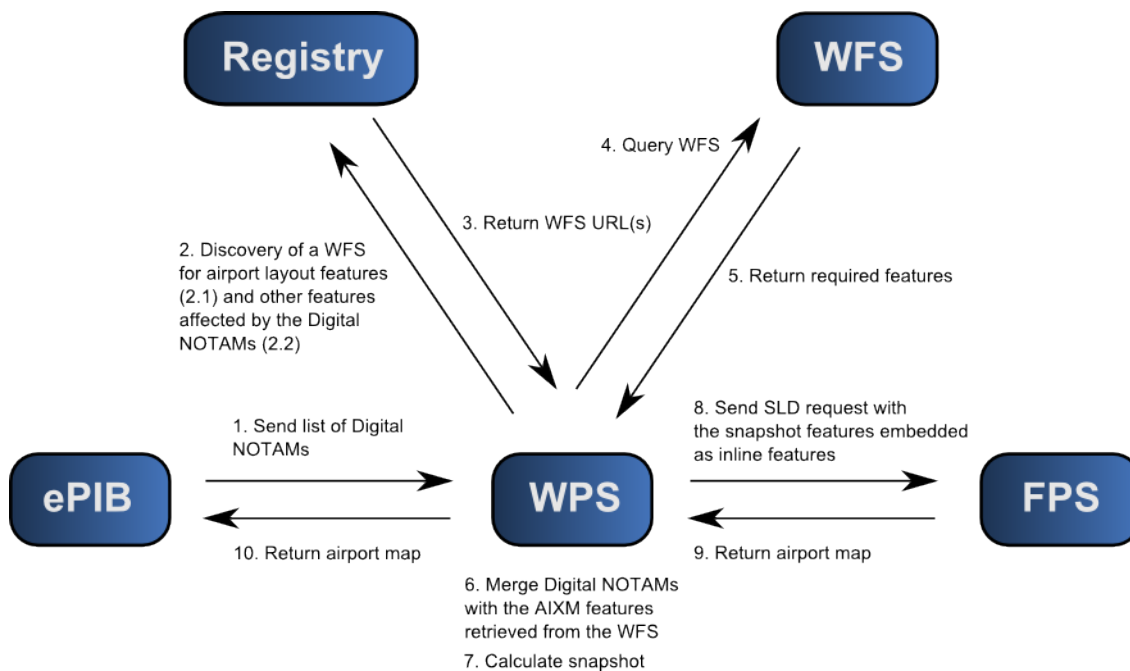 Registry
WFS
4. Query WFS
3. Return WFS URL(s)
2. Discovery of a WFS
for airport layout features
(2.1) and other features
affected by the Digital
NOTAMs (2.2)
5. Return required features
1. Send list of Digital
NOTAMs
8. Send SLD request with
the snapshot features embedded
as inline features
ePIB
WPS
FPS
10. Return airport map
9. Return airport map
6. Merge Digital NOTAMs
with the AIXM features
retrieved from the WFS
7. Calculate snapshot